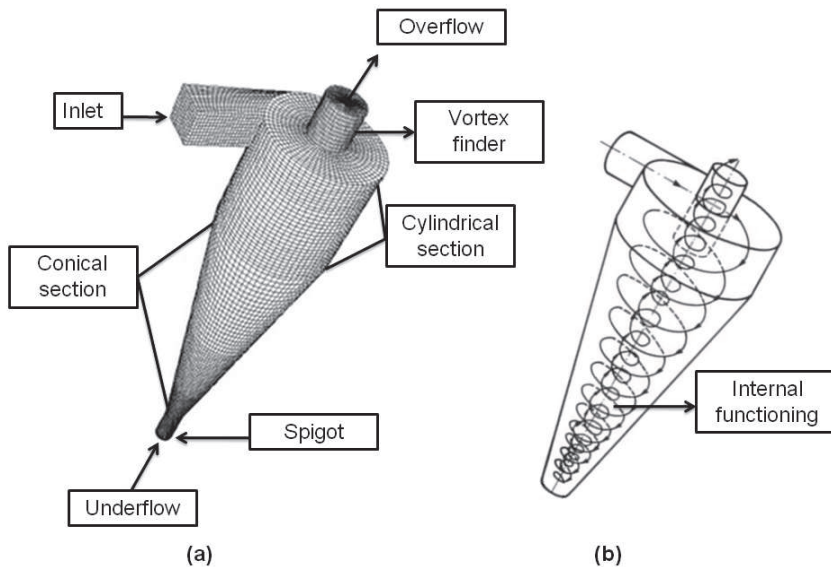 Overflow
Inlet
Vortex
finder
Cylindrical
section
Conical
section
Internal
functioning
Spigot
Underflow
(a)
(b)